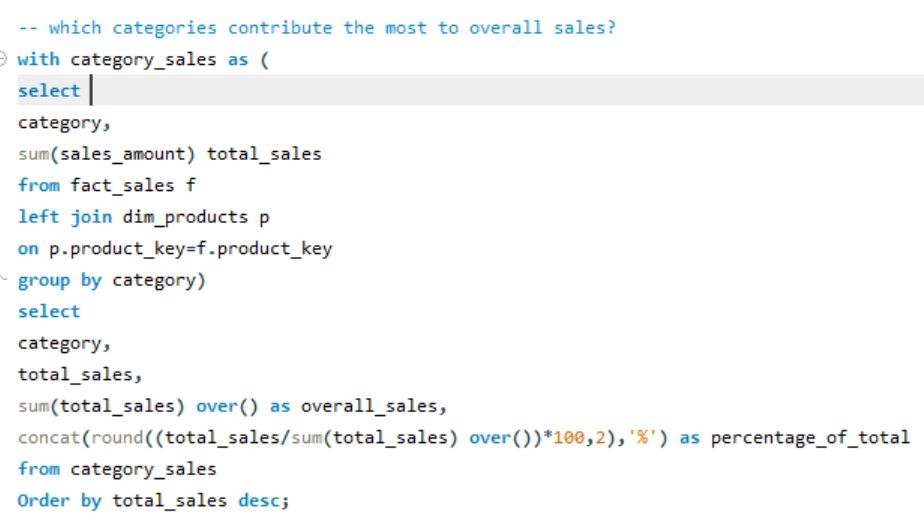 -- which categories contribute the most to overall sales?
with category_sales as (
select
category,
sum(sales_amount) total_sales
from fact_sales f
left join dim_products p
on p.product_key=f.product_key
group by category)
select
category,
total_sales,
sum(total_sales) over() as overall_sales,
concat(round((total_sales/sum(total_sales) over())*100,2),'%') as percentage_of_total
from category_sales
Order by total_sales desc;